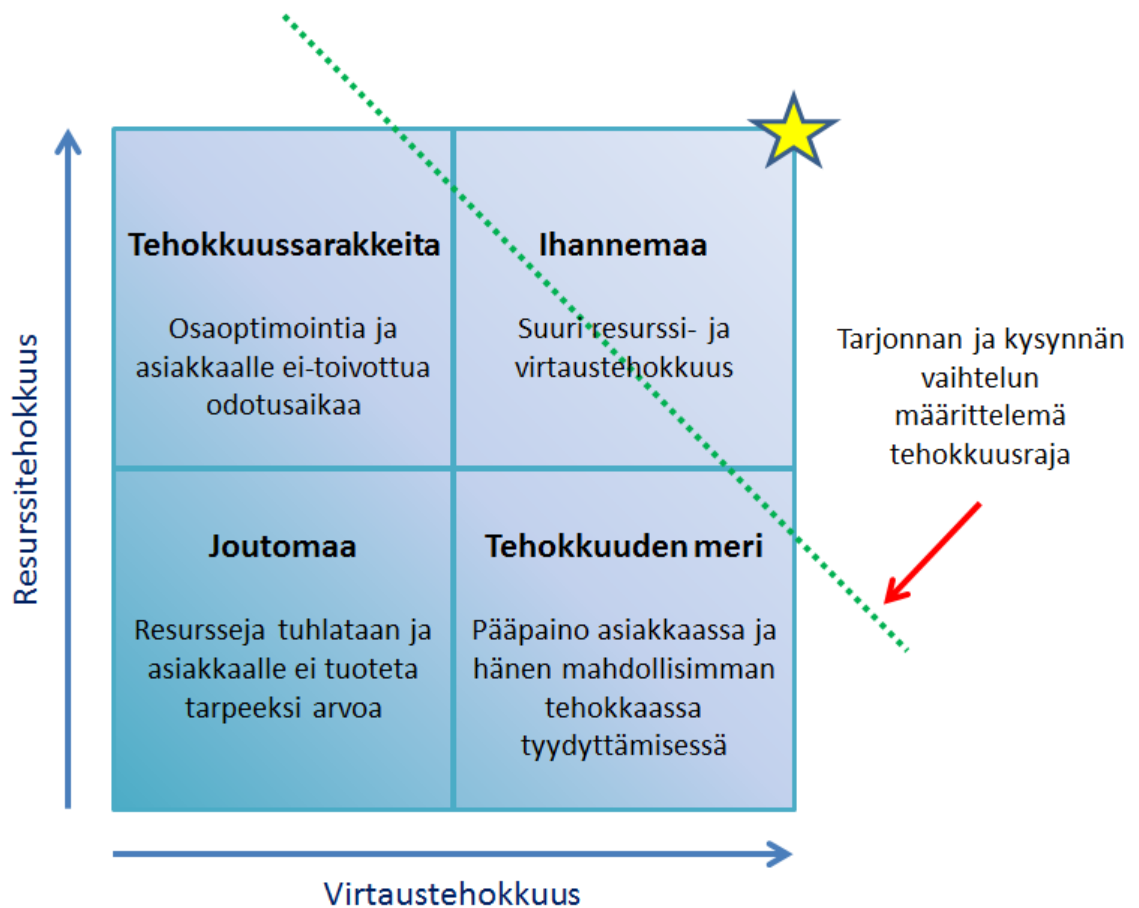 Resurssitehokkuus
Tehokkuussarakkeita
Osaoptimointia ja
asiakkaalle ei-toivottua
odotusaikaa
Ihannemaa
Suuri resurssi- ja
virtaustehokkuus
Tarjonnan ja kysynnän
vaihtelun
määrittelemä
tehokkuusraja
Joutomaa
Resursseja tuhlataan ja
asiakkaalle ei tuoteta
tarpeeksi arvoa
Tehokkuuden meri
Pääpaino asiakkaassa ja
hänen mahdollisimman
tehokkaassa
tyydyttämisessä
Virtaustehokkuus